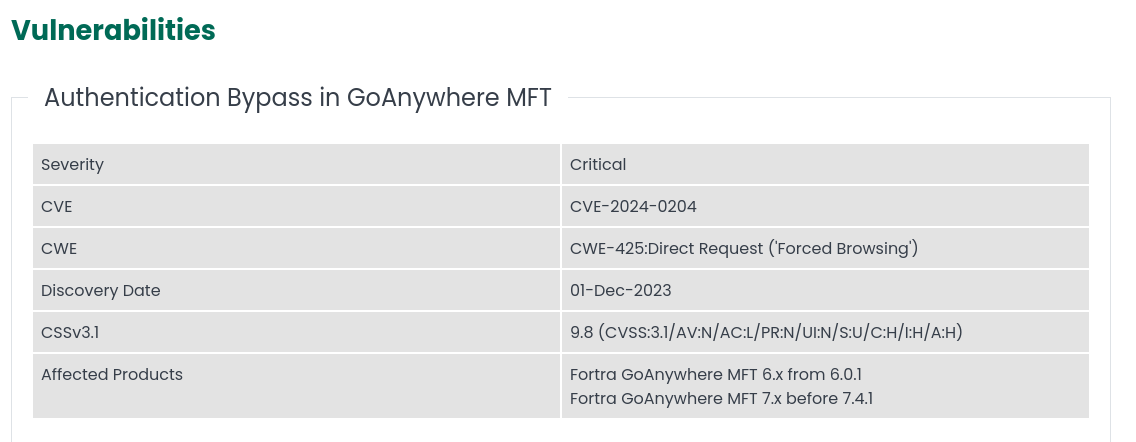 Vulnerabilities
Authentication Bypass in GoAnywhere MFT
Severity Critical
CVE CVE-2024-0204
CWE CWE-425:Direct Request ('Forced Browsing')
Discovery Date 01-Dec-2023
CSSv3.1 9.8 (CVSS:3.1/AV:N/AC:L/PR:N/UI:N/S:U/C:H/I:H/A:H)
Affected Products Fortra GoAnywhere MFT 6.x from 6.0.1
Fortra GoAnywhere MFT 7.x before 7.4.1